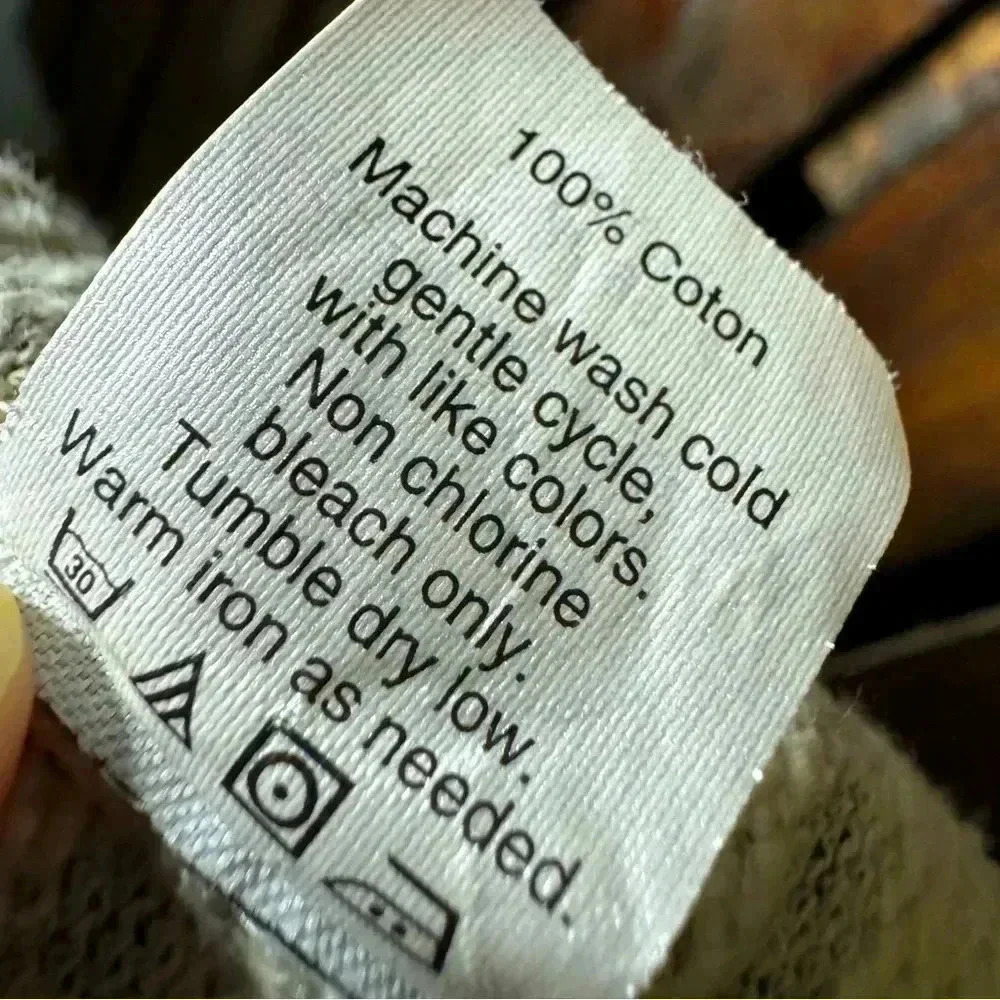 100% Coton
Machine wash cold
gentle cycle,
with like colors.
Non chlorine
bleach only.
Tumble dry low.
Warm iron as needed.
30